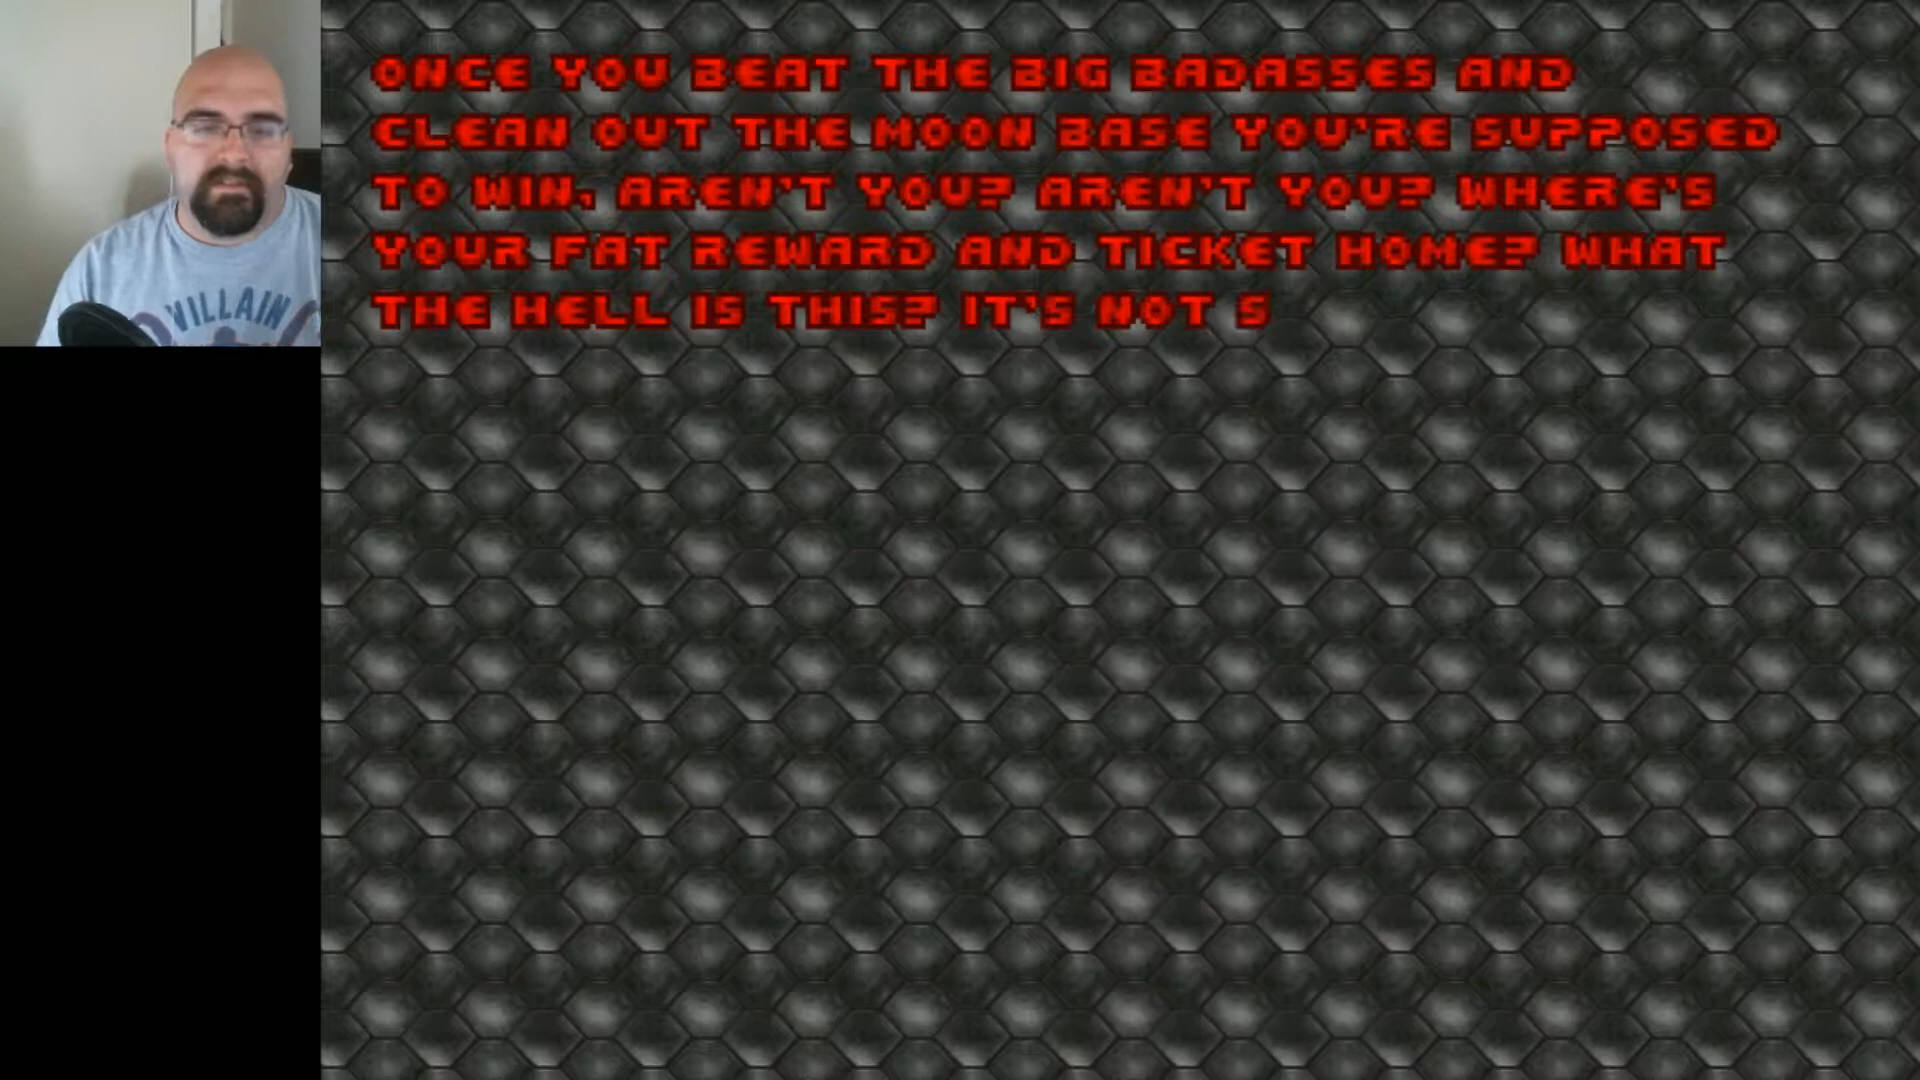 ONCE YOU BEAT THE BIG BADASSES AND
CLEAN OUT THE MOON BASE YOU'RE SUPPOSED
TO WIN, AREN'T YOU? AREN'T YOU? WHERE'S
YOUR FAT REWARD AND TICKET HOME? WHAT
THE HELL IS THIS? IT'S NOT S
VILLAIN